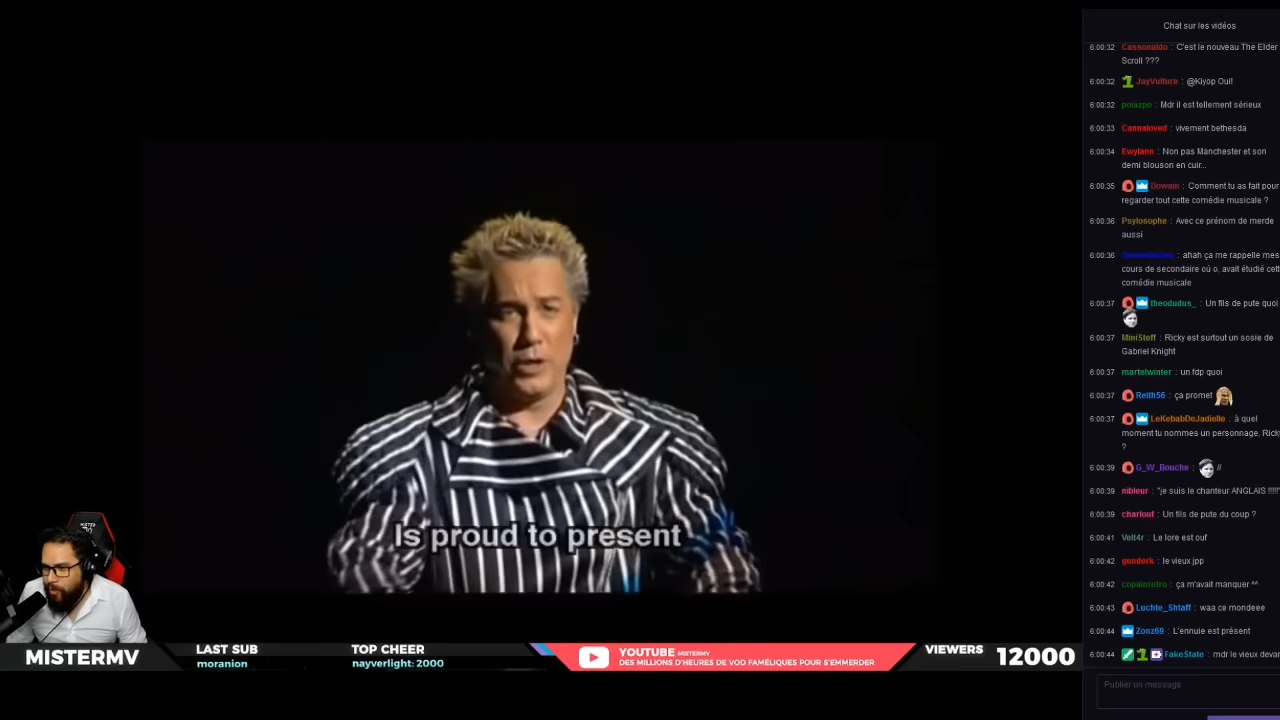 Is proud to present
MISTERMV
LAST SUB
moranion
TOP CHEER
nayverlight: 2000
YOUTUBE MISTERMV
DES MILLIONS D'HEURES DE VOD FAMÉLIQUES POUR S'EMMERDER
VIEWERS
12000
Chat sur les vidéos
6:00:32 Cassonaldo : C'est le nouveau The Elder
Scroll ???
6:00:32 JayVulture : @Kiyop Oui!
6:00:32 poiazpo : Mdr il est tellement sérieux
6:00:33 Cannaloved : vivement bethesda
6:00:34 Ewylann : Non pas Manchester et son
demi blouson en cuir...
6:00:35 Dowain : Comment tu as fait pour
regarder tout cette comédie musicale ?
6:00:36 Psylosophe : Avec ce prénom de merde
aussi
6:00:36 : ahah ça me rappelle mes
cours de secondaire où o, avait étudié cett
comédie musicale
6:00:37 theodudus_ : Un fils de pute quoi
6:00:37 MiniSteff : Ricky est surtout un sosie de
Gabriel Knight
6:00:37 martelwinter : un fdp quoi
6:00:37 Reith56 : ça promet
6:00:37 LeKebabDeJadielle : à quel
moment tu nommes un personnage, Rick
?
6:00:39 G_W_Bouche : //
6:00:39 nibleur : "je suis le chanteur ANGLAIS !!!!!"
6:00:39 charlouf : Un fils de pute du coup ?
6:00:41 Velt4r : Le lore est ouf
6:00:42 gunderk : le vieux jpp
6:00:42 copainretro : ça m'avait manquer ^^
6:00:43 Luchte_Shtaff : waa ce mondeee
6:00:44 Zonz69 : L'ennuie est présent
6:00:44 FakeState : mdr le vieux devan
Publier un message